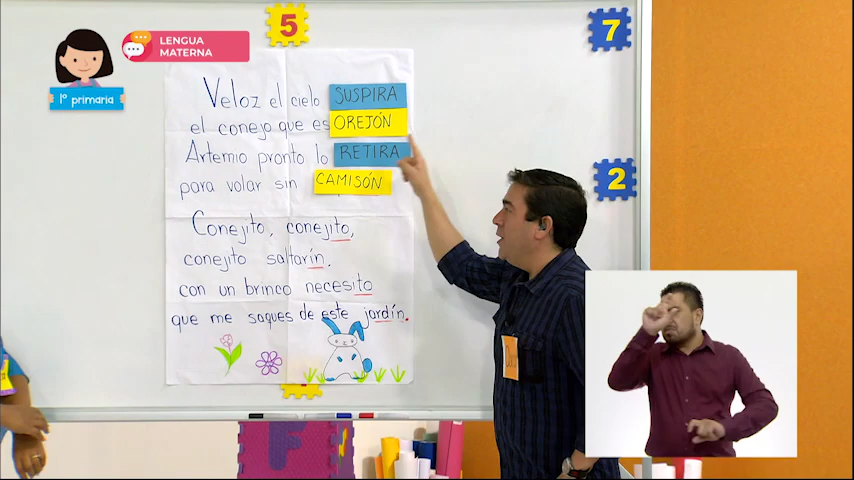 5
7
LENGUA
MATERNA
1º primaria
Veloz el cielo SUSPIRA
el conejo que es OREJÓN
Artemio pronto lo RETIRA
para volar sin CAMISÓN
2
Conejito, conejito,
conejito saltarín.
con un brinco necesito
que me saques de este jardín.
F